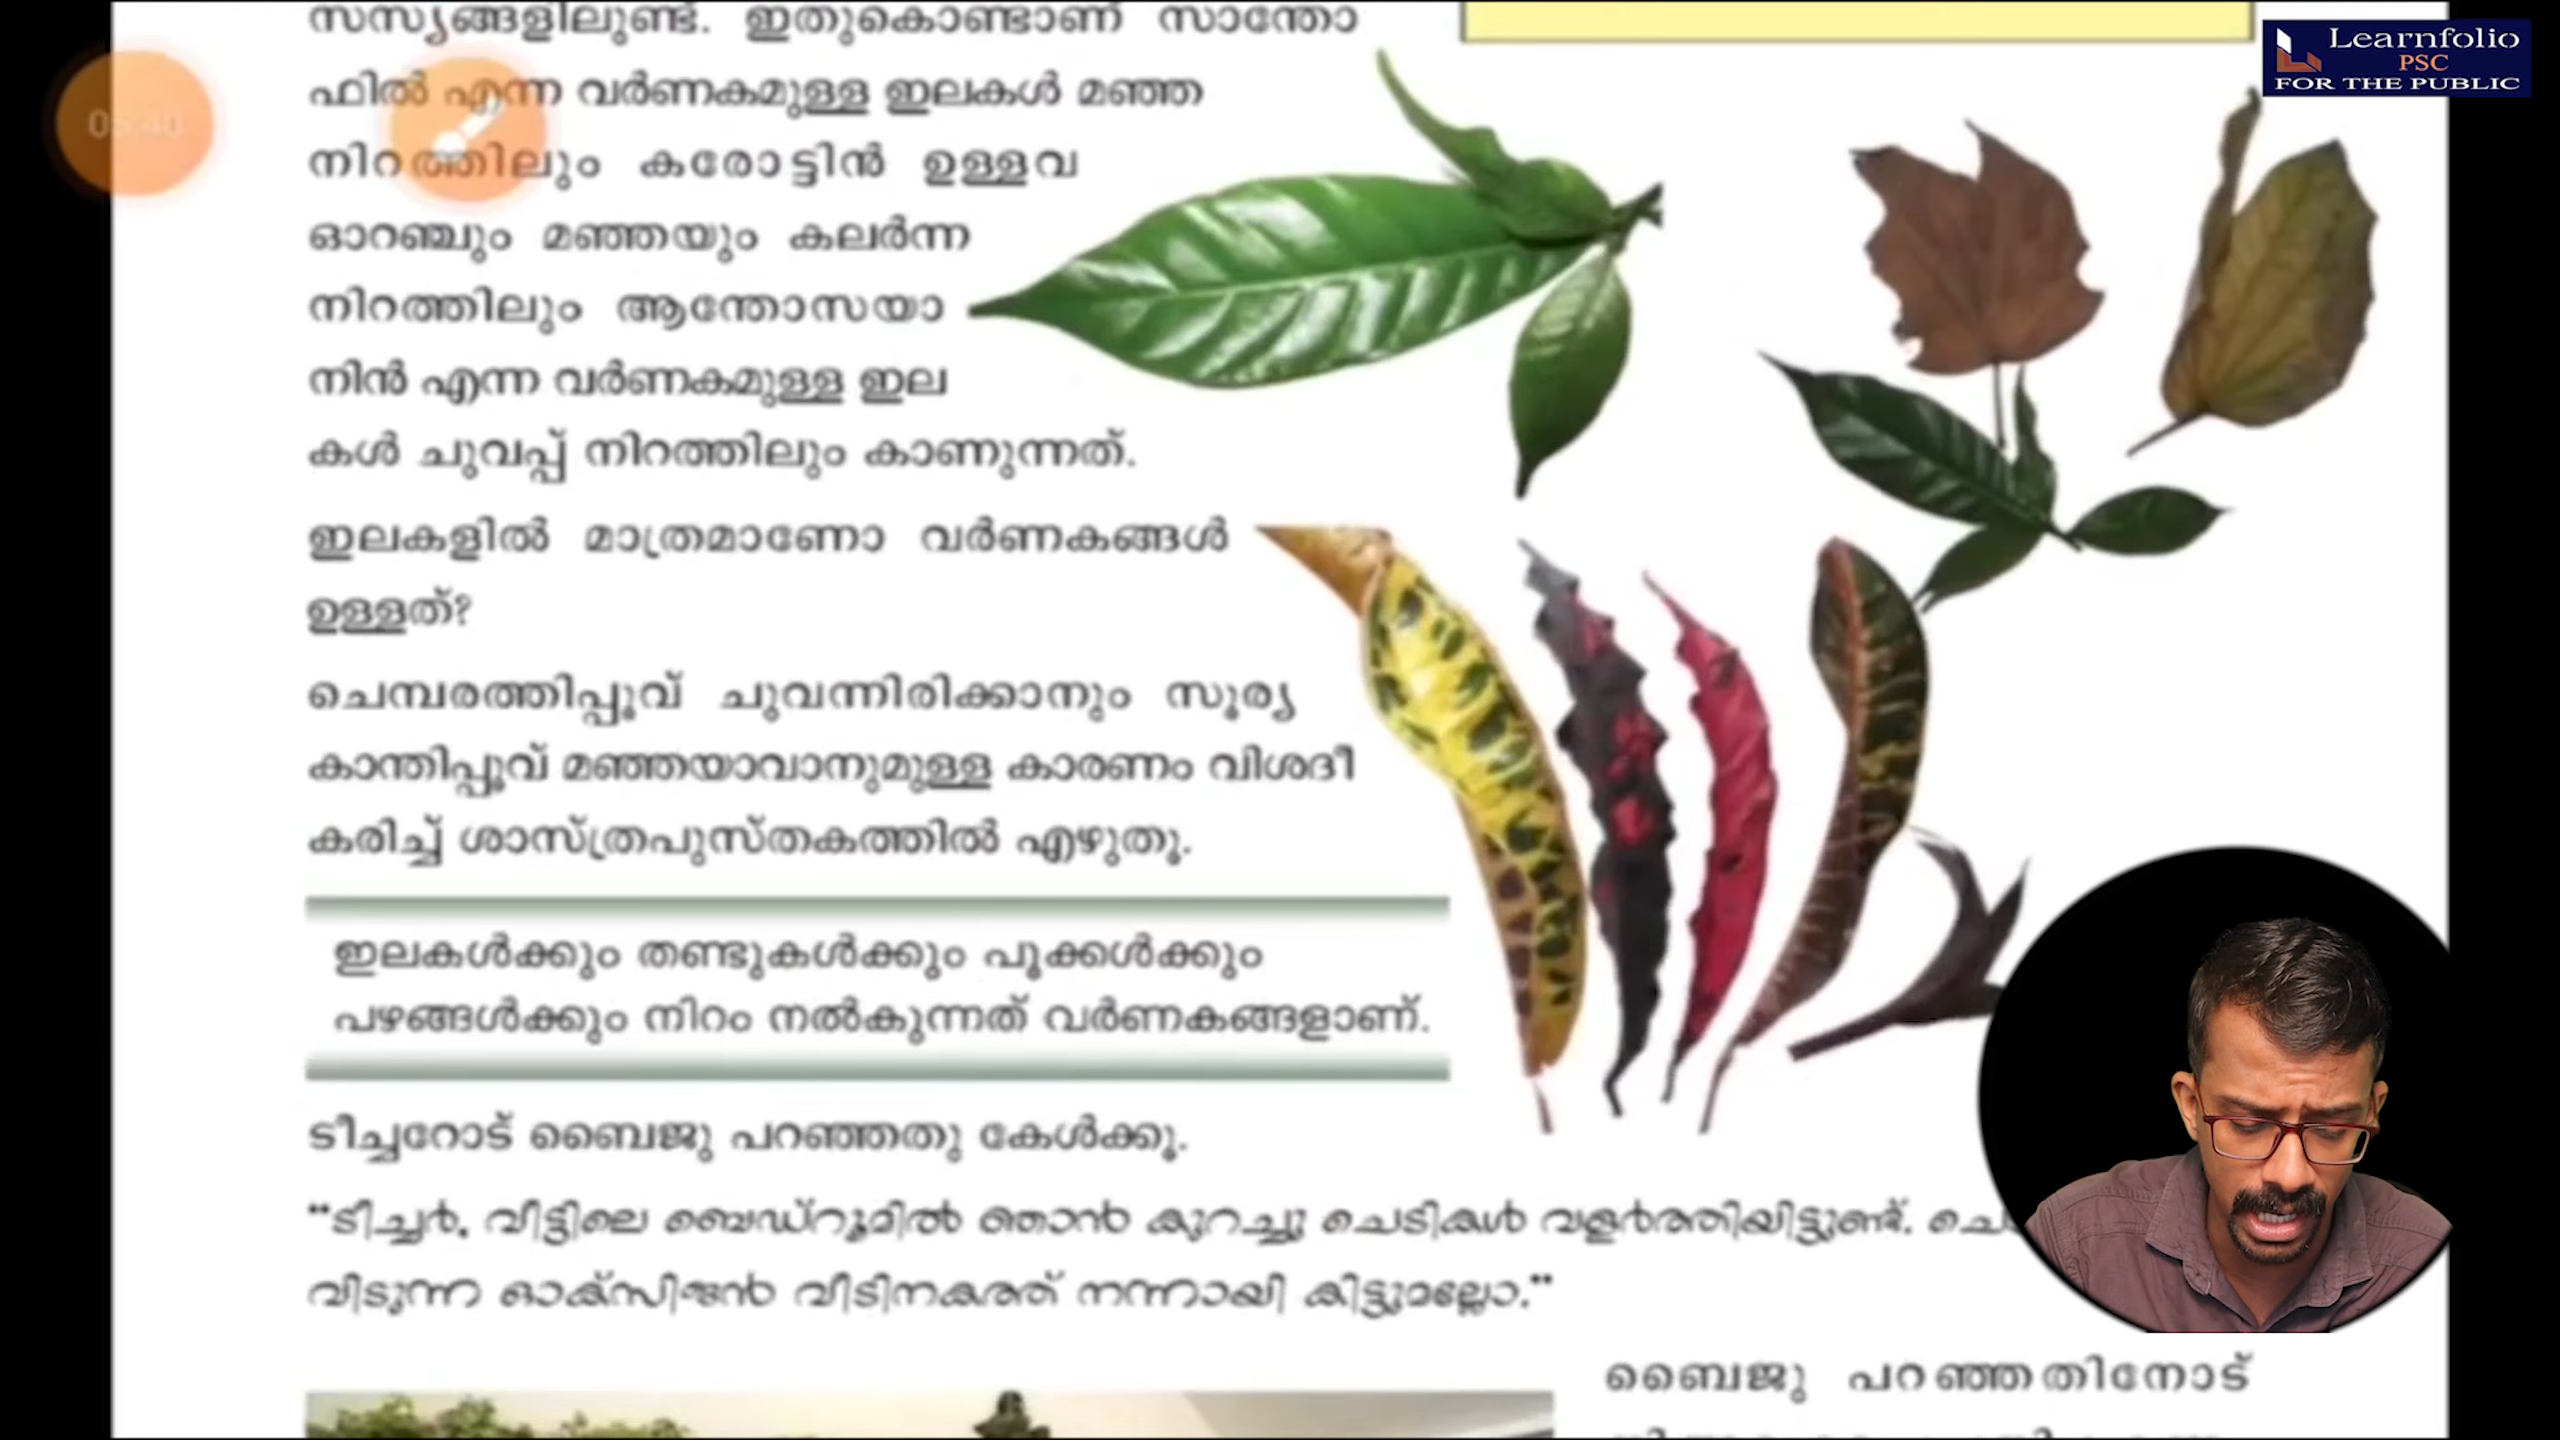 സസ്യങ്ങളിലുണ്ട്. ഇതുകൊണ്ടാണ് സാന്തോ
ഫിൽ എന്ന വർണകമുള്ള ഇലകൾ മഞ്ഞ
നിറത്തിലും കരോട്ടിൻ ഉള്ളവ
ഓറഞ്ചും മഞ്ഞയും കലർന്ന
നിറത്തിലും ആന്തോസയാ
നിൻ എന്ന വർണകമുള്ള ഇല
കൾ ചുവപ്പ് നിറത്തിലും കാണുന്നത്.
ഇലകളിൽ മാത്രമാണോ വർണകങ്ങൾ
ഉള്ളത്?
ചെമ്പരത്തിപ്പൂവ് ചുവന്നിരിക്കാനും സൂര്യ
കാന്തിപ്പൂവ് മഞ്ഞയാവാനുമുള്ള കാരണം വിശദീ
കരിച്ച് ശാസ്ത്രപുസ്തകത്തിൽ എഴുതൂ.
ഇലകൾക്കും തണ്ടുകൾക്കും പൂക്കൾക്കും
പഴങ്ങൾക്കും നിറം നൽകുന്നത് വർണകങ്ങളാണ്.
ടീച്ചറോട് ബൈജു പറഞ്ഞതു കേൾക്കൂ.
“ടീച്ചർ, വീട്ടിലെ ബെഡ്റൂമിൽ ഞാൻ കുറച്ചു ചെടികൾ വളർത്തിയിട്ടുണ്ട്.
വിടുന്ന ഓക്സിജൻ വീടിനകത്ത് നന്നായി കിട്ടുമല്ലോ.”
ബൈജു പറഞ്ഞതിനോട്
Learnfolio
PSC
FOR THE PUBLIC